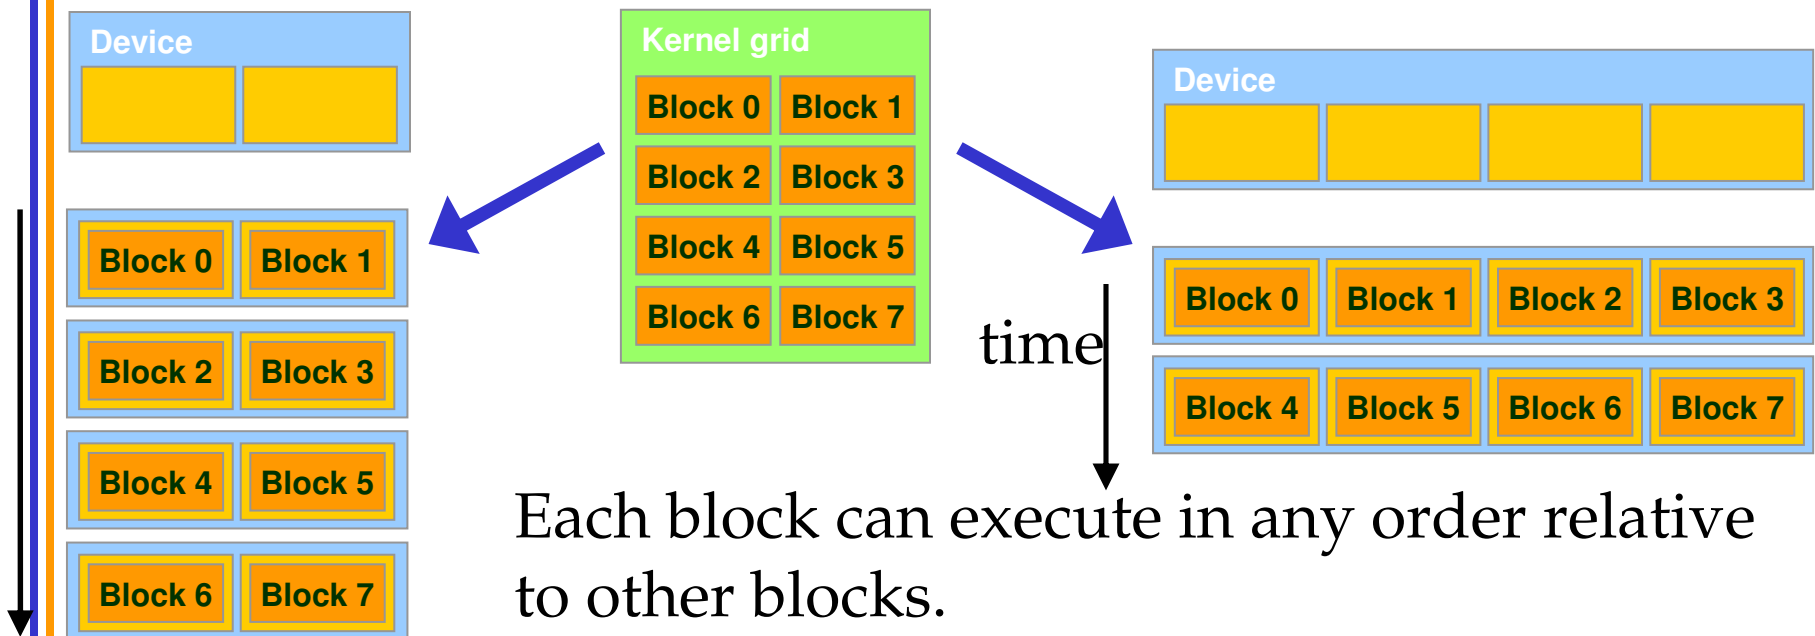 Device
Block 0 Block 1
Block 2 Block 3
Block 4 Block 5
Block 6 Block 7
Kernel grid
Block 0 Block 1
Block 2 Block 3
Block 4 Block 5
Block 6 Block 7
Device
time
Block 0 Block 1 Block 2 Block 3
Block 4 Block 5 Block 6 Block 7
Each block can execute in any order relative
to other blocks.